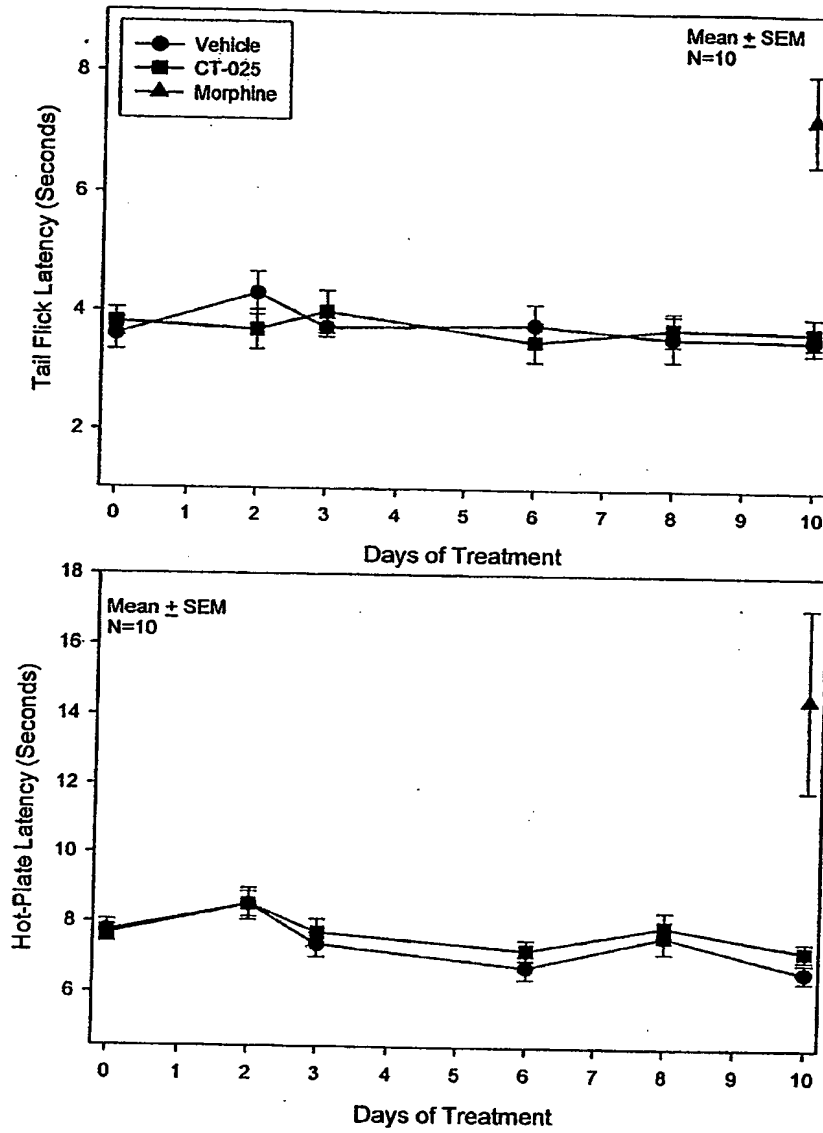 Vehicle
CT-025
Morphine
Mean ± SEM
N=10
Tail Flick Latency (Seconds)
8
6
4
2
0 1 2 3 4 5 6 7 8 9 10
Days of Treatment
Mean ± SEM
N=10
Hot-Plate Latency (Seconds)
18
16
14
12
10
8
6
0 1 2 3 4 5 6 7 8 9 10
Days of Treatment